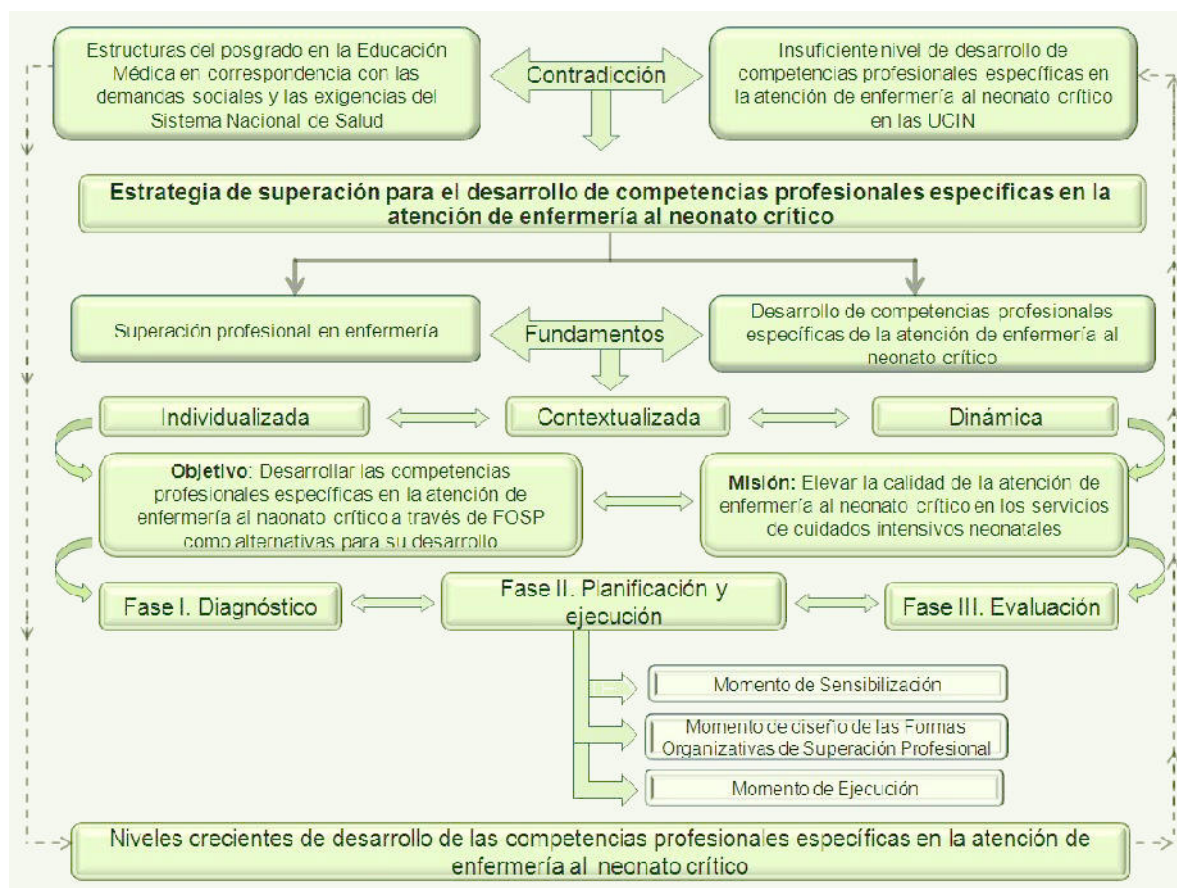 Estructuras del posgrado en la Educación
Médica en correspondencia con las
demandas sociales y las exigencias del
Sistema Nacional de Salud
Contradicción
Insuficiente nivel de desarrollo de
competencias profesionales específicas en
la atención de enfermería al neonato crítico
en las UCIN
Estrategia de superación para el desarrollo de competencias profesionales específicas en la
atención de enfermería al neonato crítico
Superación profesional en enfermería
Fundamentos
Desarrollo de competencias profesionales
específicas de la atención de enfermería al
neonato crítico
Individualizada
Contextualizada
Dinámica
Objetivo: Desarrollar las competencias
profesionales específicas en la atención de
enfermería al naonato crítico a través de FOSP
como alternativas para su desarrollo
Misión: Elevar la calidad de la atención de
enfermería al neonato crítico en los servicios
de cuidados intensivos neonatales
Fase I. Diagnóstico
Fase II. Planificación y
ejecución
Fase III. Evaluación
Momento de Sensibilización
Momento de diseño de las Formas
Organizativas de Superación Profesional
Momento de Ejecución
Niveles crecientes de desarrollo de las competencias profesionales específicas en la atención de
enfermería al neonato crítico